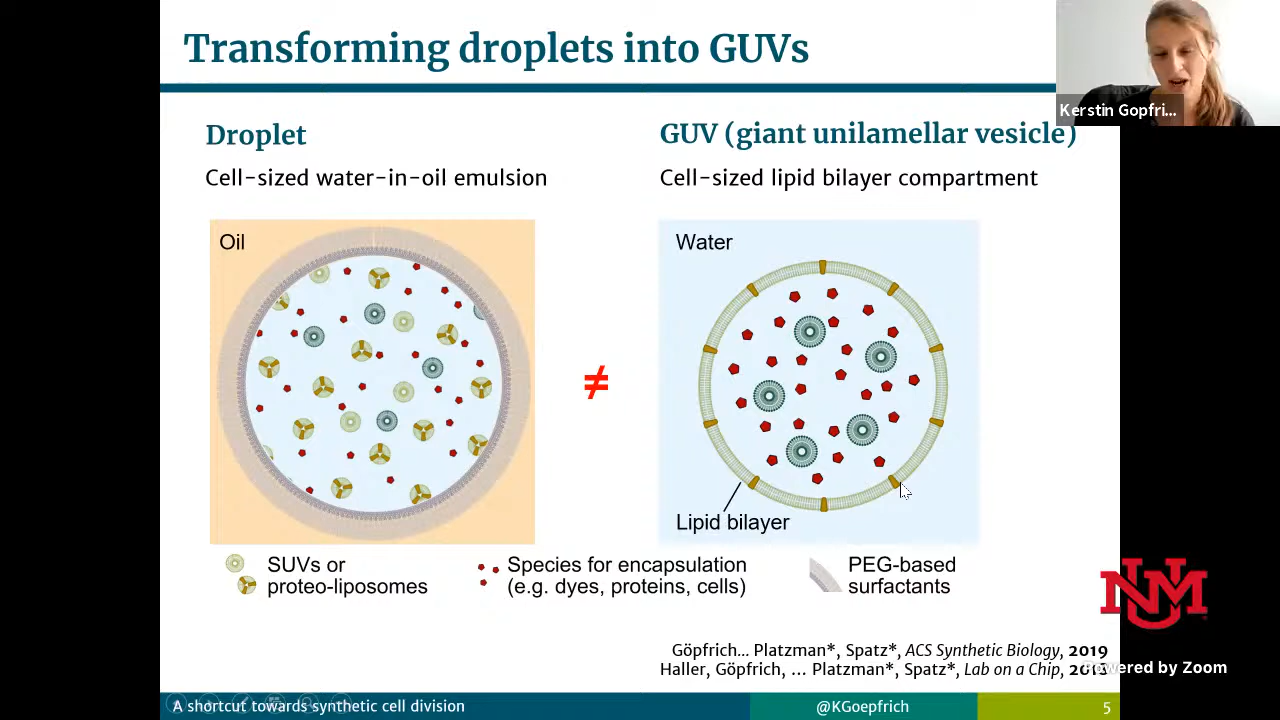 Transforming droplets into GUVs
Kerstin Gopfri...
Droplet
Cell-sized water-in-oil emulsion
Oil
≠
GUV (giant unilamellar vesicle)
Cell-sized lipid bilayer compartment
Water
Lipid bilayer
SUVs or
proteo-liposomes
Species for encapsulation
(e.g. dyes, proteins, cells)
PEG-based
surfactants
UNM
Göpfrich... Platzman*, Spatz*, ACS Synthetic Biology, 2019
Haller, Göpfrich, ... Platzman*, Spatz*, Lab on a Chip,
Powered by Zoom
A shortcut towards synthetic cell division
@KGoepfrich
5